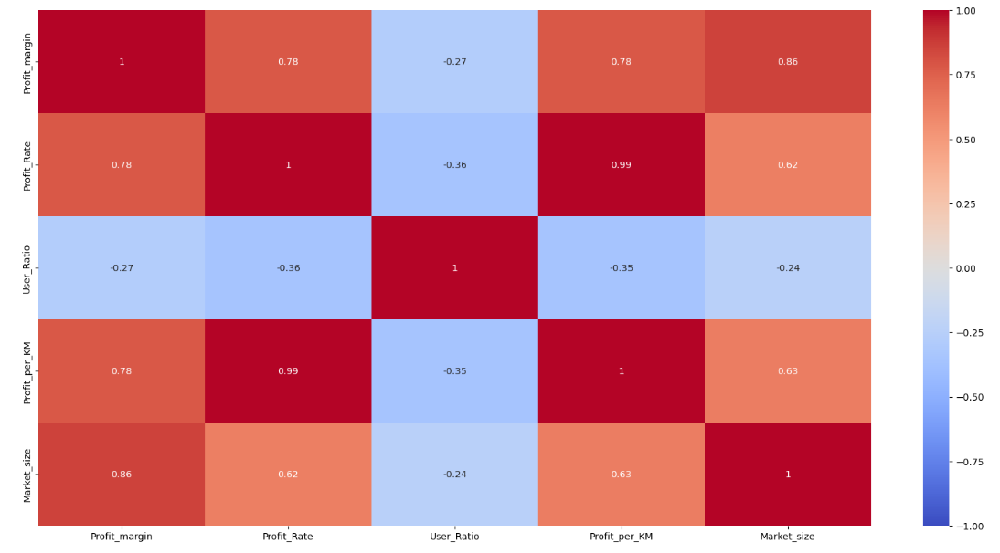 Profit_margin 1 0.78 -0.27 0.78 0.86
Profit_Rate 0.78 1 -0.36 0.99 0.62
User_Ratio -0.27 -0.36 1 -0.35 -0.24
Profit_per_KM 0.78 0.99 -0.35 1 0.63
Market_size 0.86 0.62 -0.24 0.63 1
Profit_margin Profit_Rate User_Ratio Profit_per_KM Market_size
1.00
0.75
0.50
0.25
0.00
−0.25
−0.50
−0.75
−1.00